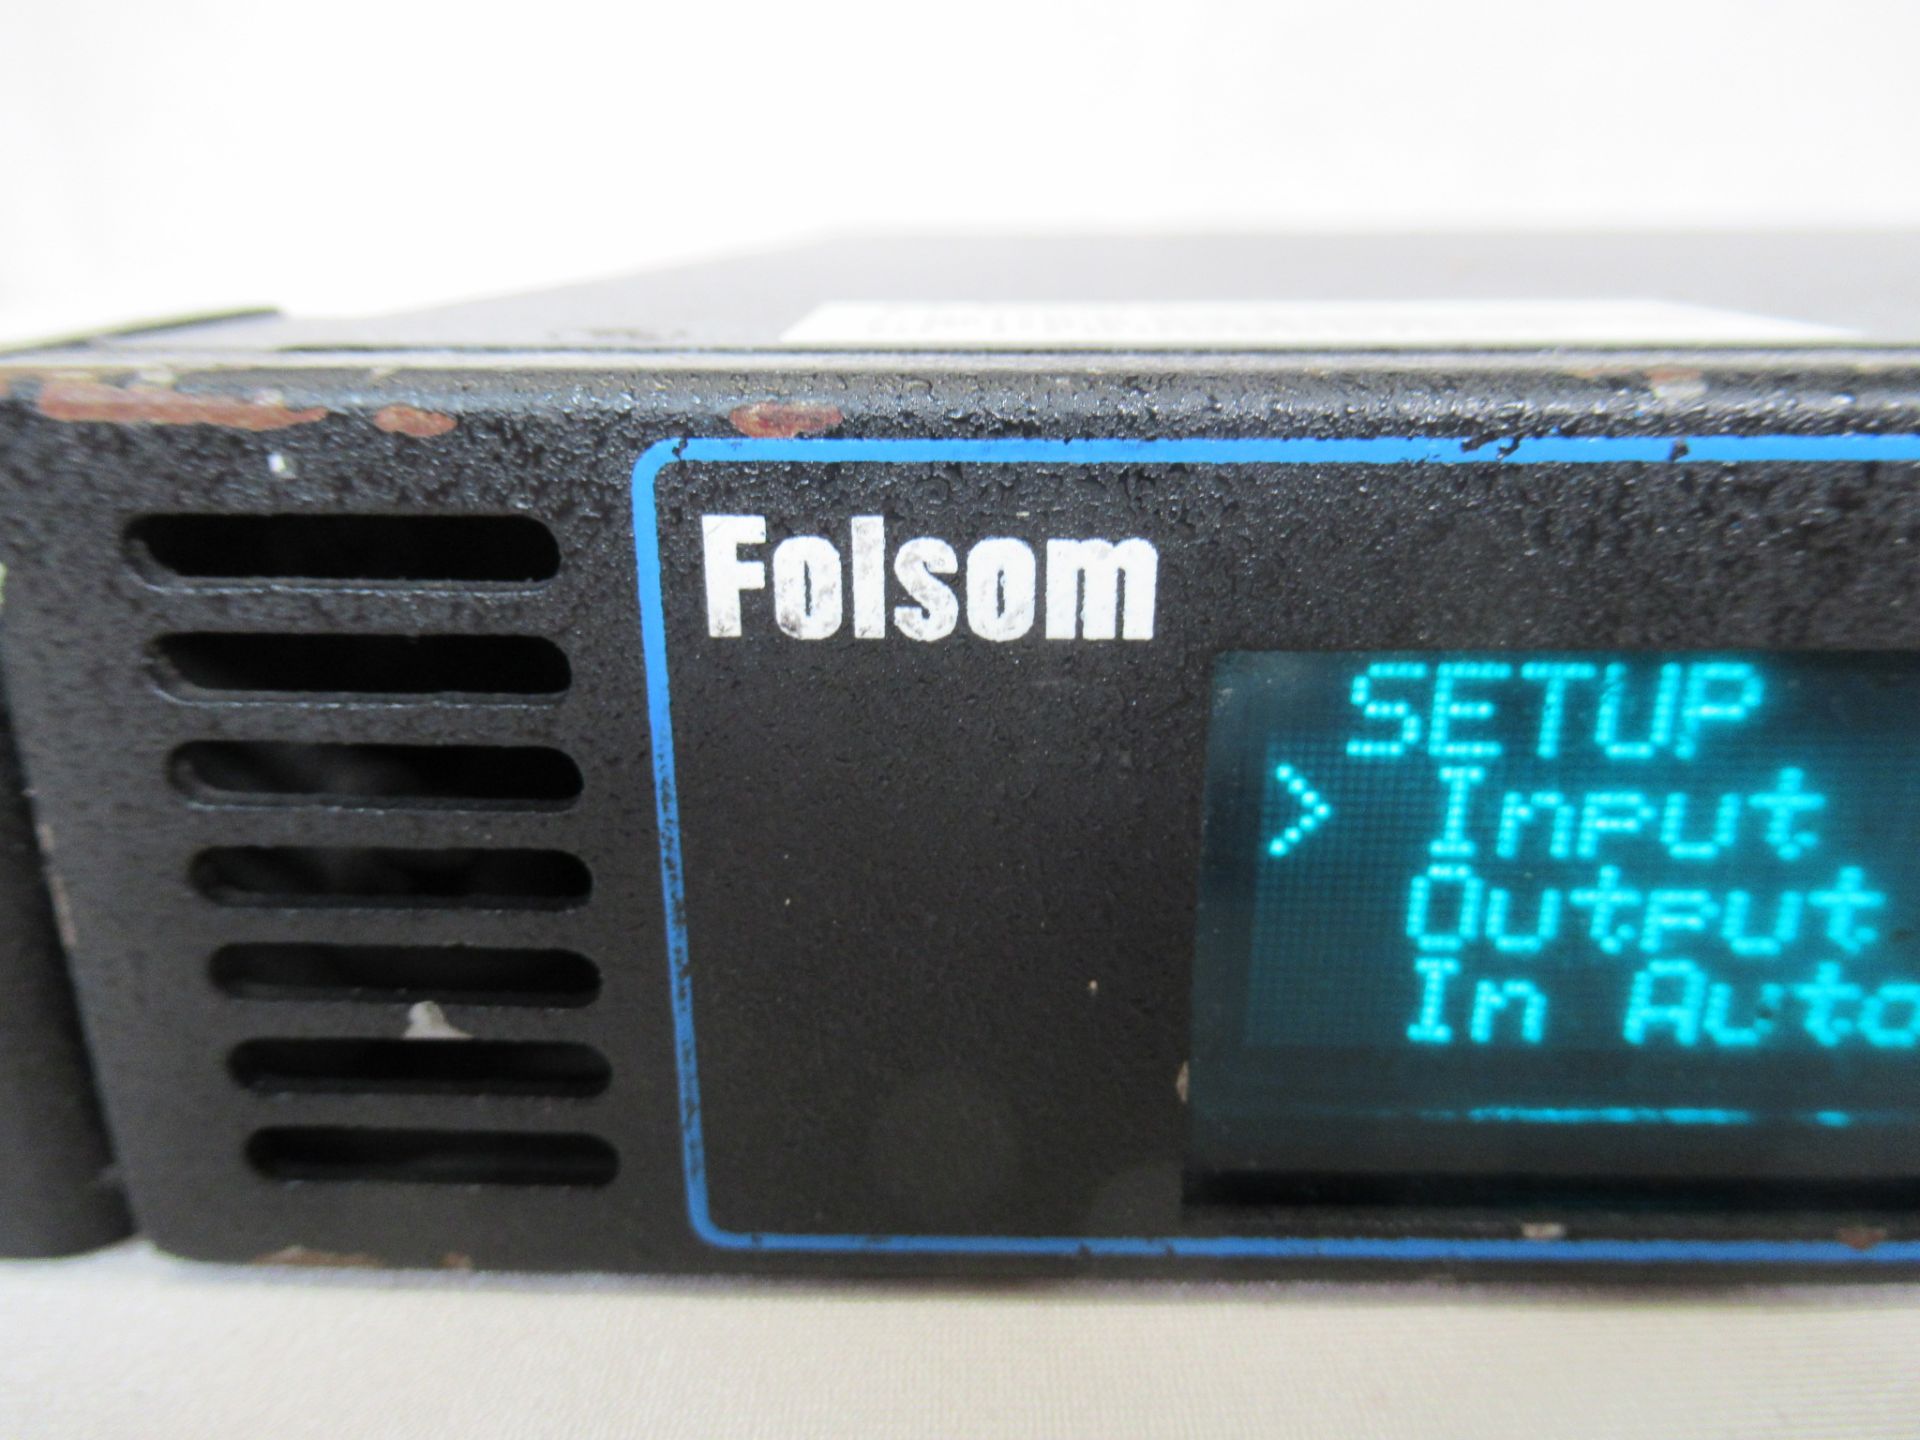 Folsom
SETUP
> Input
Output
In Auto